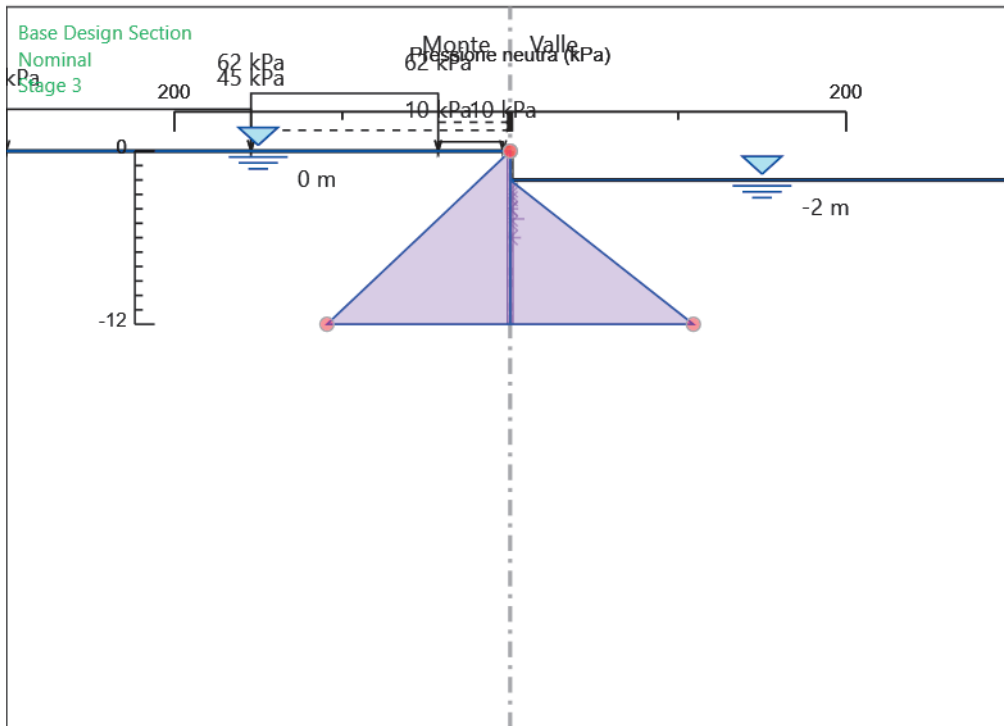 Base Design Section
Nominal
Stage 3
kPa
62 kPa
45 kPa
Monte
Valle
Pressione neutra (kPa)
62 kPa
200
200
10 kPa
10 kPa
0
0 m
-2 m
-12